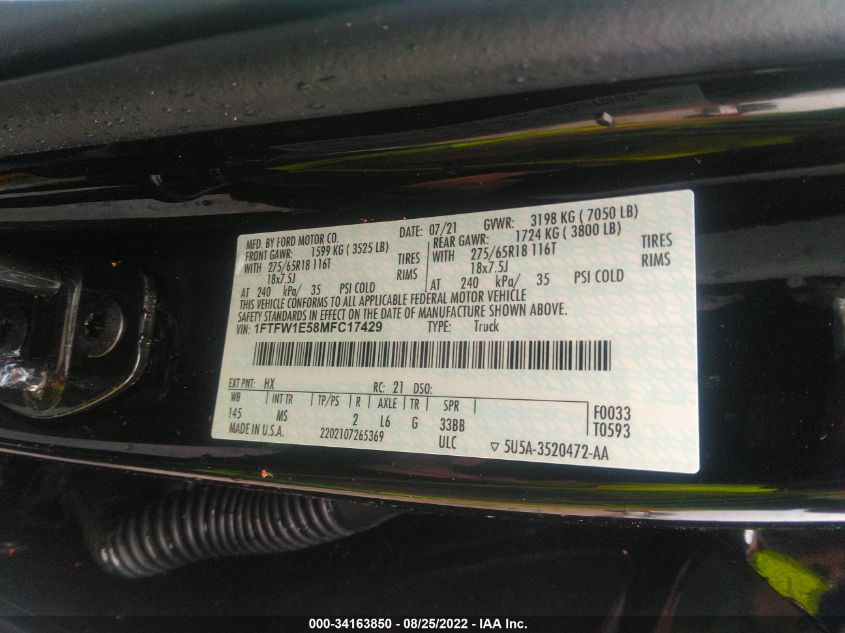 MFD. BY FORD MOTOR CO. DATE: 07/21 GVWR: 3198 KG ( 7050 LB)
FRONT GAWR: 1599 KG ( 3525 LB) REAR GAWR: 1724 KG ( 3800 LB)
WITH 275/65R18 116T TIRES WITH 275/65R18 116T TIRES
18x7.5J RIMS 18x7.5J RIMS
AT 240 kPa/ 35 PSI COLD AT 240 kPa/ 35 PSI COLD
THIS VEHICLE CONFORMS TO ALL APPLICABLE FEDERAL MOTOR VEHICLE
SAFETY STANDARDS IN EFFECT ON THE DATE OF MANUFACTURE SHOWN ABOVE.
VIN: 1FTFW1E58MFC17429 TYPE: Truck
EXT PNT: HX RC: 21 DSO:
WB INT TR TP/PS R AXLE TR SPR F0033
145 MS 2 L6 G 33BB T0593
MADE IN U.S.A. 2202107265369 ULC ▽ 5U5A-3520472-AA
000-34163850 - 08/25/2022 - IAA Inc.